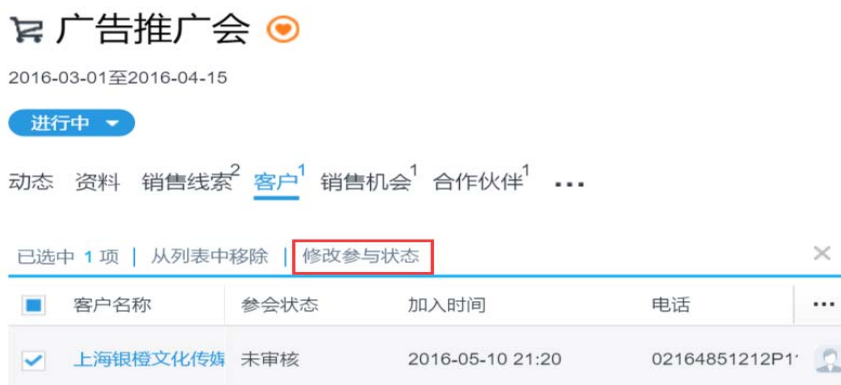 广告推广会
2016-03-01至2016-04-15
进行中
动态 资料 销售线索2 客户1 销售机会1 合作伙伴1 ...
已选中 1 项 | 从列表中移除 | 修改参与状态
客户名称 参会状态 加入时间 电话 ...
上海银橙文化传媒 未审核 2016-05-10 21:20 02164851212P1